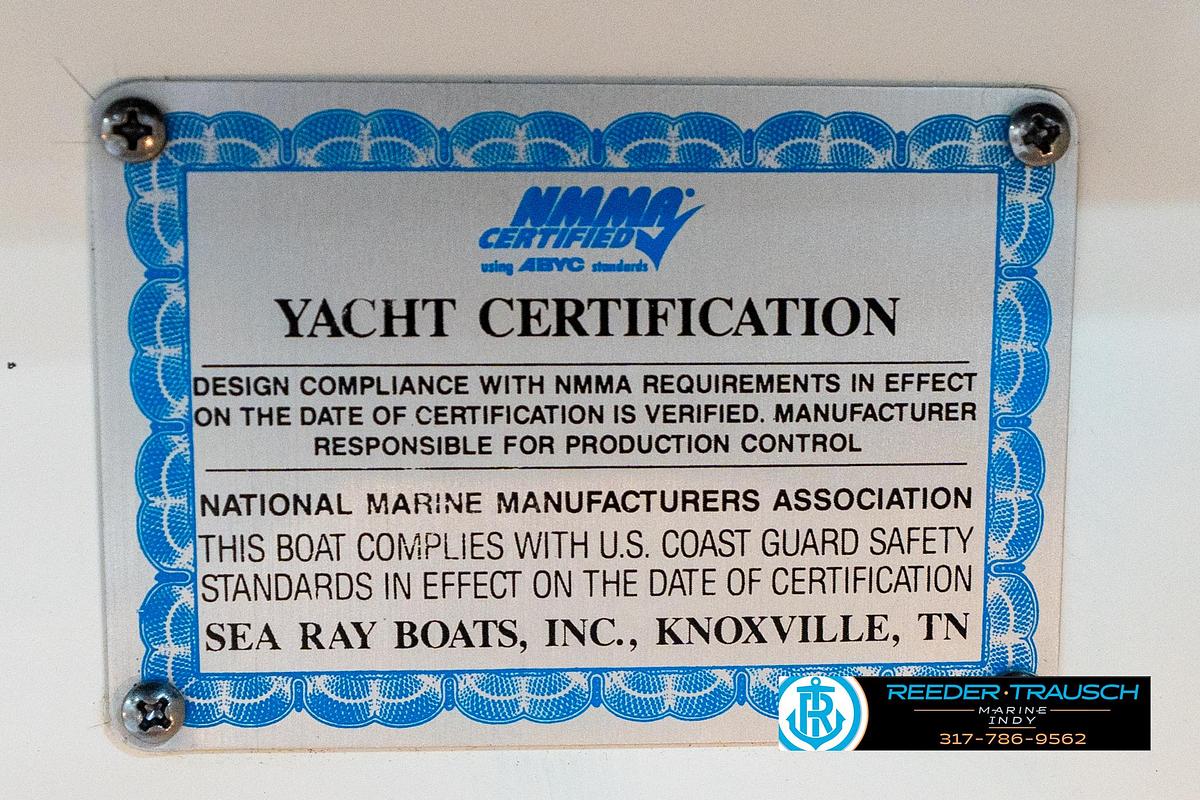 NMMA
CERTIFIED
using ABYC standards
YACHT CERTIFICATION
DESIGN COMPLIANCE WITH NMMA REQUIREMENTS IN EFFECT
ON THE DATE OF CERTIFICATION IS VERIFIED. MANUFACTURER
RESPONSIBLE FOR PRODUCTION CONTROL
NATIONAL MARINE MANUFACTURERS ASSOCIATION
THIS BOAT COMPLIES WITH U.S. COAST GUARD SAFETY
STANDARDS IN EFFECT ON THE DATE OF CERTIFICATION
SEA RAY BOATS, INC., KNOXVILLE, TN
RT
REEDER·TRAUSCH
MARINE
INDY
317-786-9562